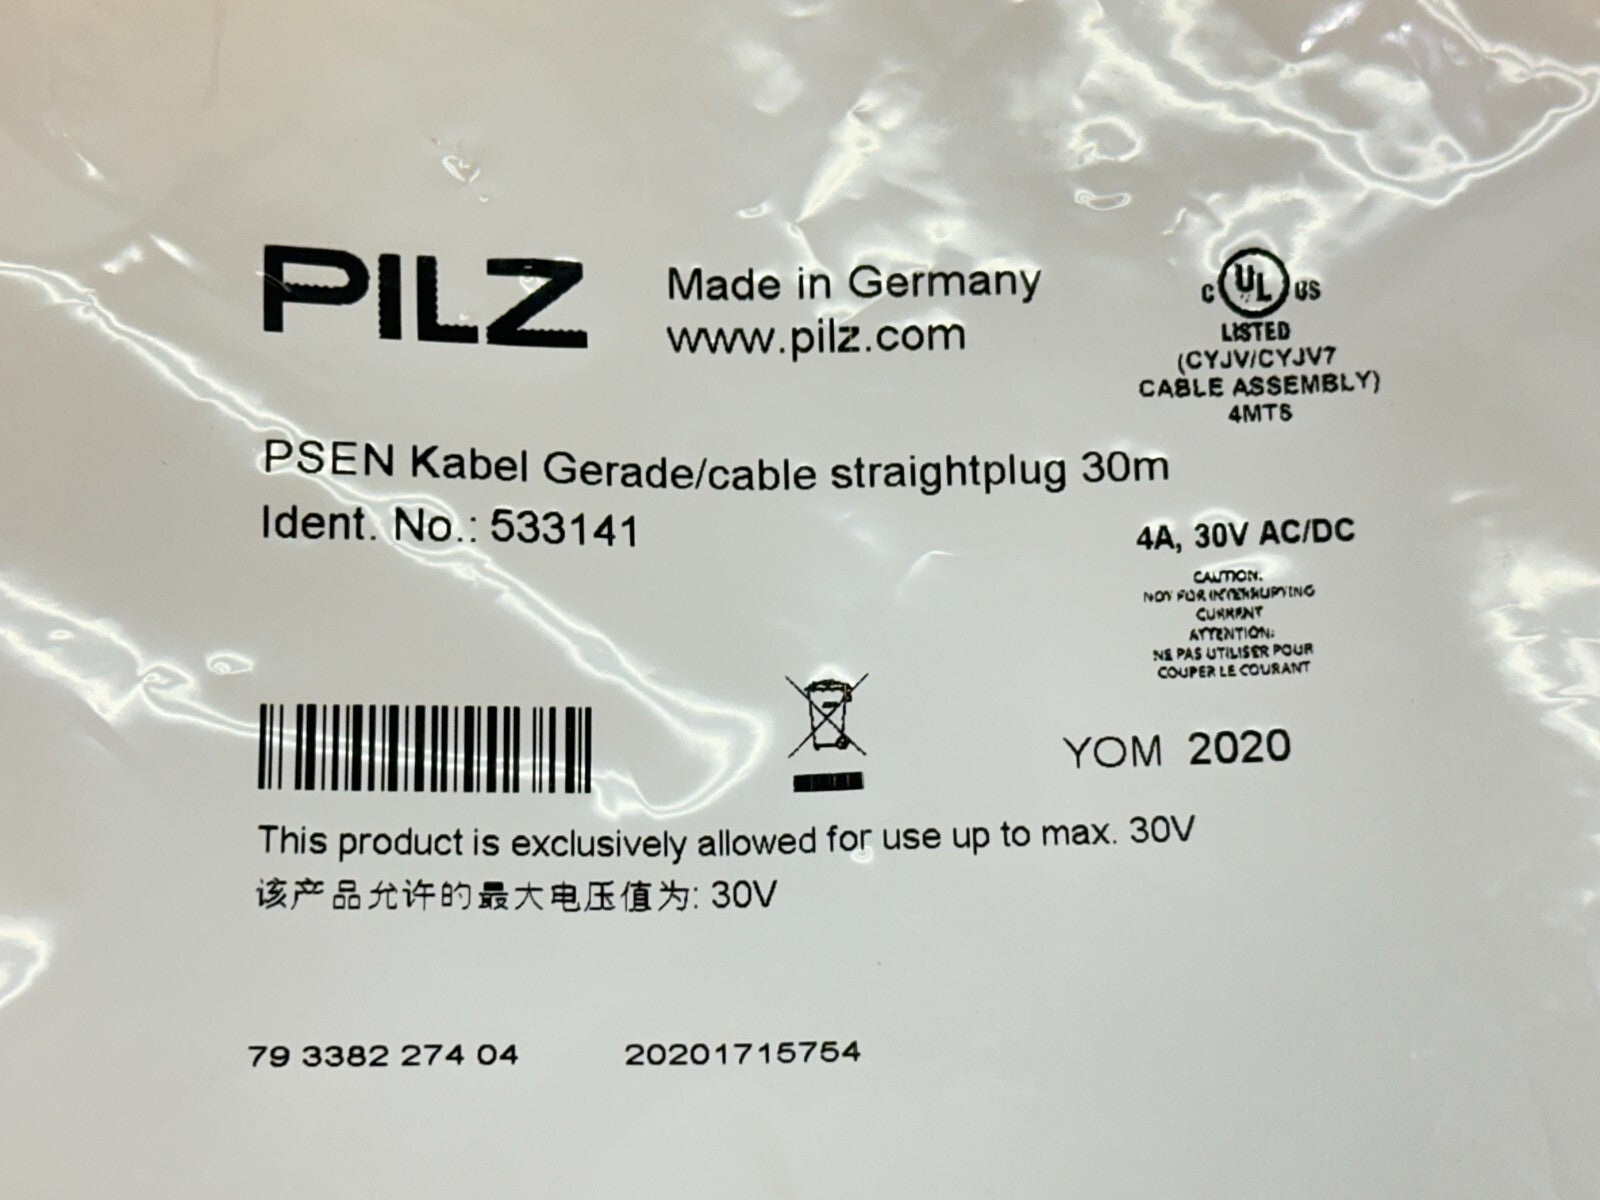 PILZ
Made in Germany
www.pilz.com
C UL US
LISTED
(CYJV/CYJV7
CABLE ASSEMBLY)
4MTS
PSEN Kabel Gerade/cable straightplug 30m
Ident. No.: 533141
4A, 30V AC/DC
CAUTION:
NOT FOR INTERRUPTING
CURRENT
ATTENTION:
NE PAS UTILISER POUR
COUPER LE COURANT
YOM 2020
This product is exclusively allowed for use up to max. 30V
该产品允许的最大电压值为: 30V
79 3382 274 04
20201715754